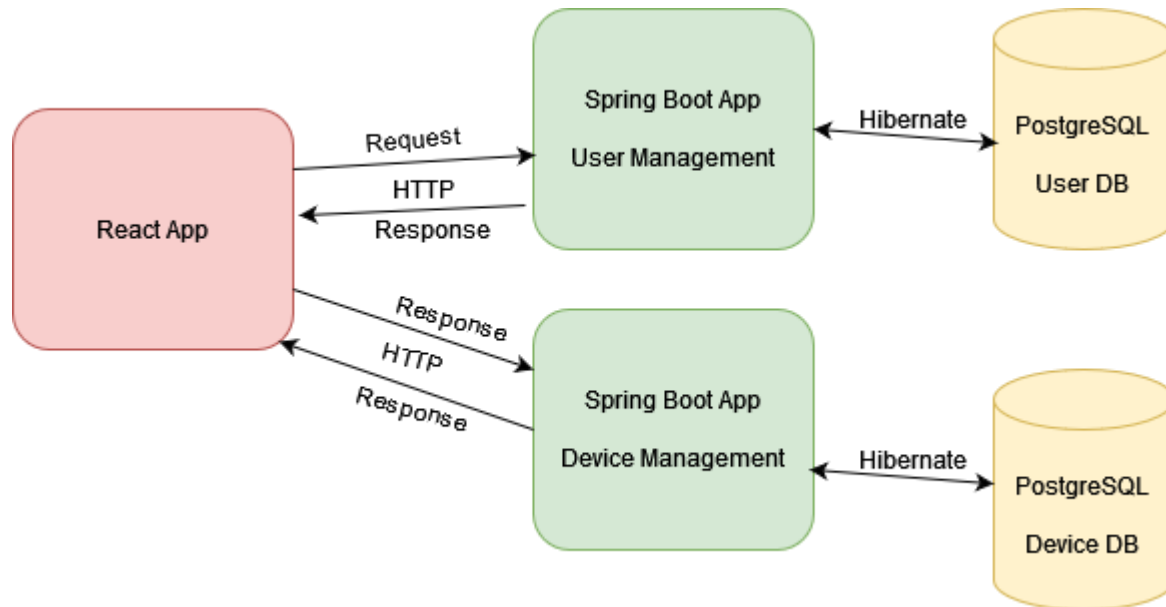 React App
Request
HTTP
Response
Spring Boot App
User Management
Hibernate
PostgreSQL
User DB
Response
HTTP
Response
Spring Boot App
Device Management
Hibernate
PostgreSQL
Device DB